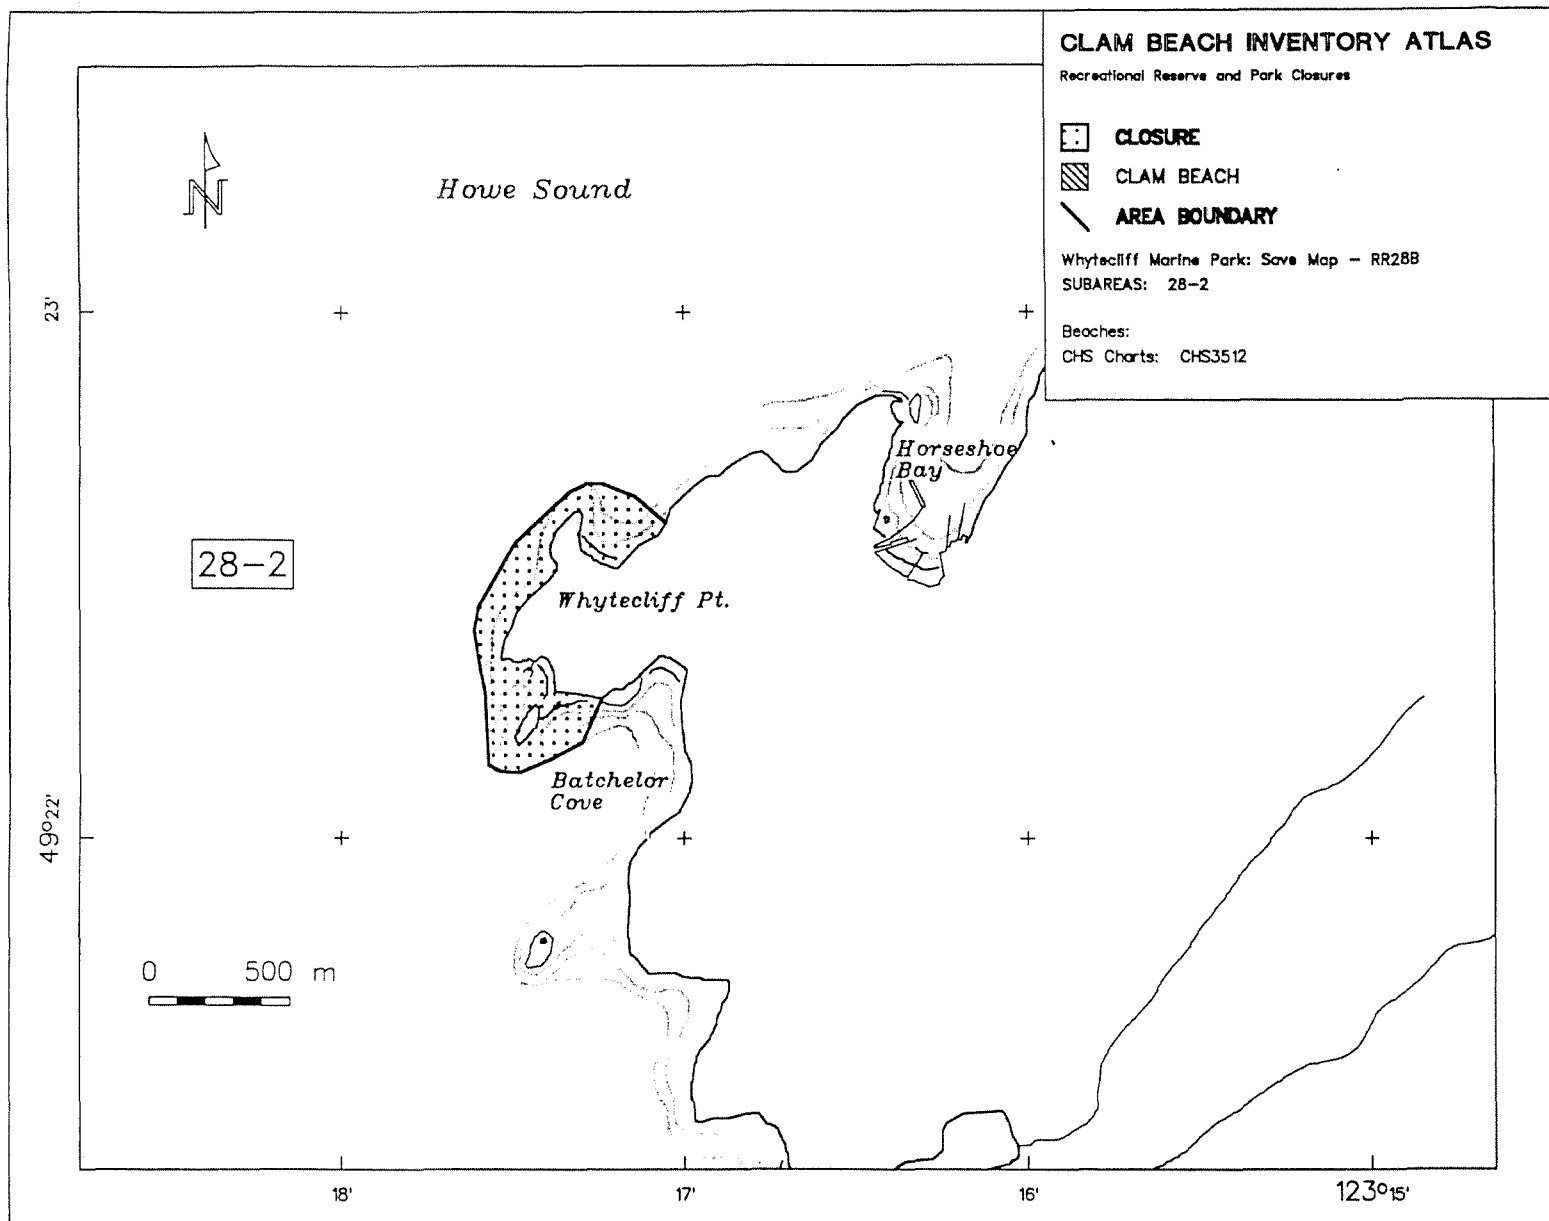 CLAM BEACH INVENTORY ATLAS
Recreational Reserve and Park Closures
CLOSURE
CLAM BEACH
AREA BOUNDARY
Whytecliff Marine Park: Save Map - RR28B
SUBAREAS: 28-2
Beaches:
CHS Charts: CHS3512
N
Howe Sound
23'
Horseshoe
Bay
28-2
Whytecliff Pt.
Batchelor
Cove
49°22'
0 500 m
18' 17' 16' 123°15'